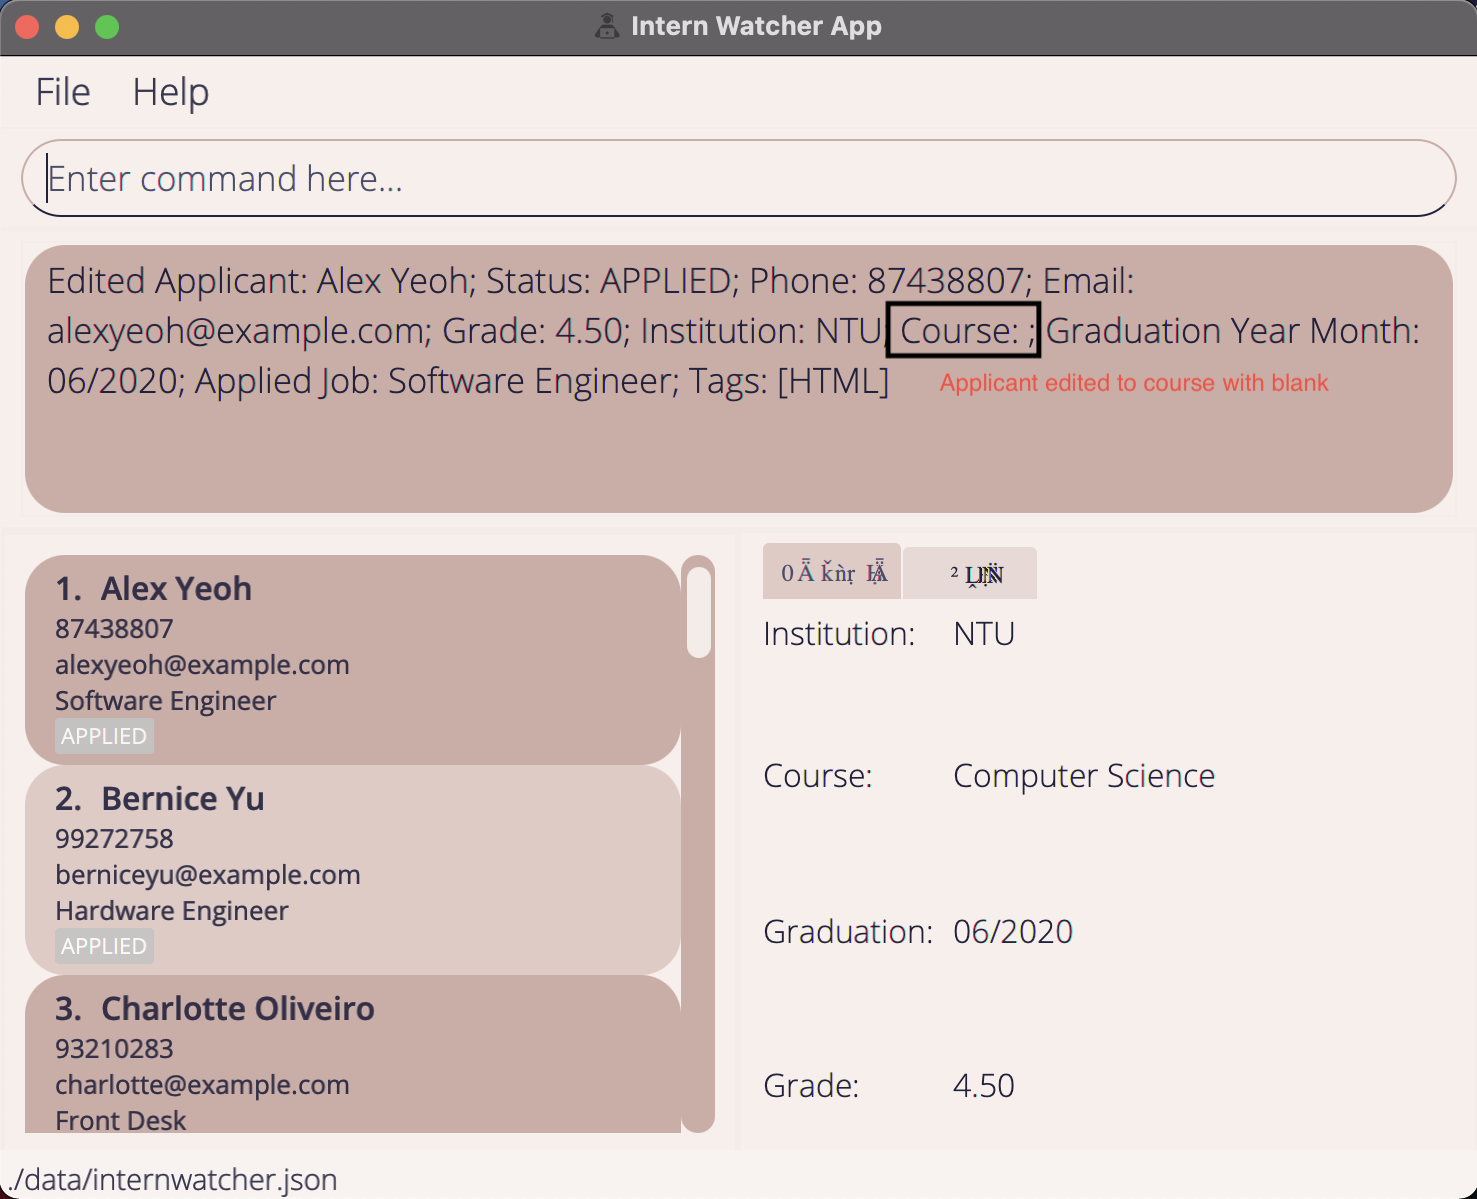 Intern Watcher App
File Help
Enter command here...
Edited Applicant: Alex Yeoh; Status: APPLIED; Phone: 87438807; Email:
alexyeoh@example.com; Grade: 4.50; Institution: NTU; Course: ; Graduation Year Month:
06/2020; Applied Job: Software Engineer; Tags: [HTML]
Applicant edited to course with blank
1. Alex Yeoh
87438807
alexyeoh@example.com
Software Engineer
APPLIED
2. Bernice Yu
99272758
berniceyu@example.com
Hardware Engineer
APPLIED
3. Charlotte Oliveiro
93210283
charlotte@example.com
Front Desk
Institution: NTU
Course: Computer Science
Graduation: 06/2020
Grade: 4.50
./data/internwatcher.json